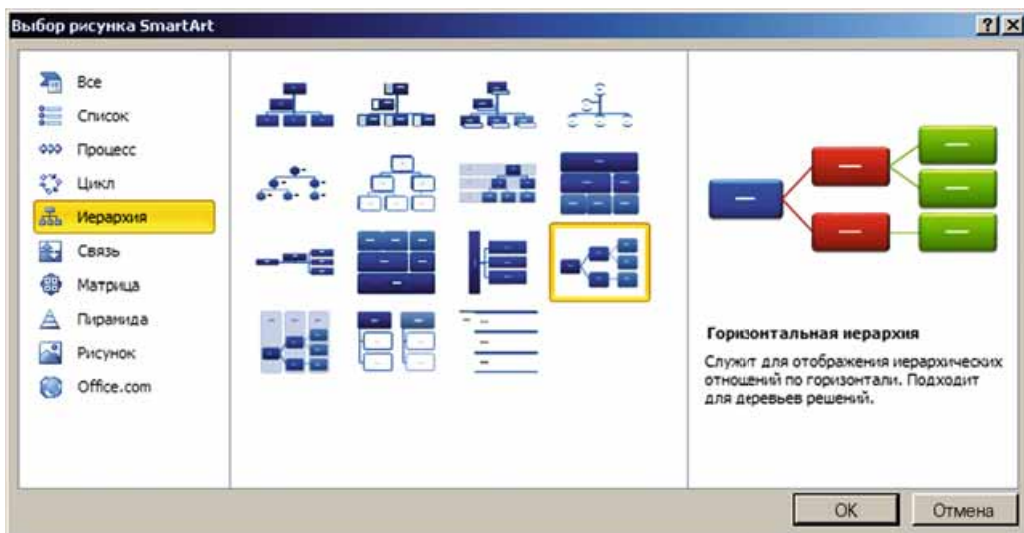 Выбор рисунка SmartArt
Все
Список
Процесс
Цикл
Иерархия
Связь
Матрица
Пирамида
Рисунок
Office.com
Горизонтальная иерархия
Служит для отображения иерархических
отношений по горизонтали. Подходит
для деревьев решений.
ОК
Отмена